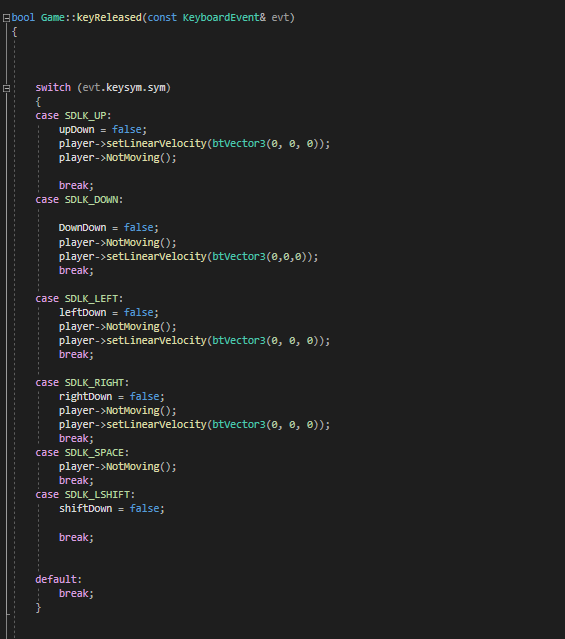 bool Game::keyReleased(const KeyboardEvent& evt)
{
switch (evt.keysym.sym)
{
case SDLK_UP:
upDown = false;
player->setLinearVelocity(btVector3(0, 0, 0));
player->NotMoving();
break;
case SDLK_DOWN:
DownDown = false;
player->NotMoving();
player->setLinearVelocity(btVector3(0,0,0));
break;
case SDLK_LEFT:
leftDown = false;
player->NotMoving();
player->setLinearVelocity(btVector3(0, 0, 0));
break;
case SDLK_RIGHT:
rightDown = false;
player->NotMoving();
player->setLinearVelocity(btVector3(0, 0, 0));
break;
case SDLK_SPACE:
player->NotMoving();
break;
case SDLK_LSHIFT:
shiftDown = false;
break;
default:
break;
}